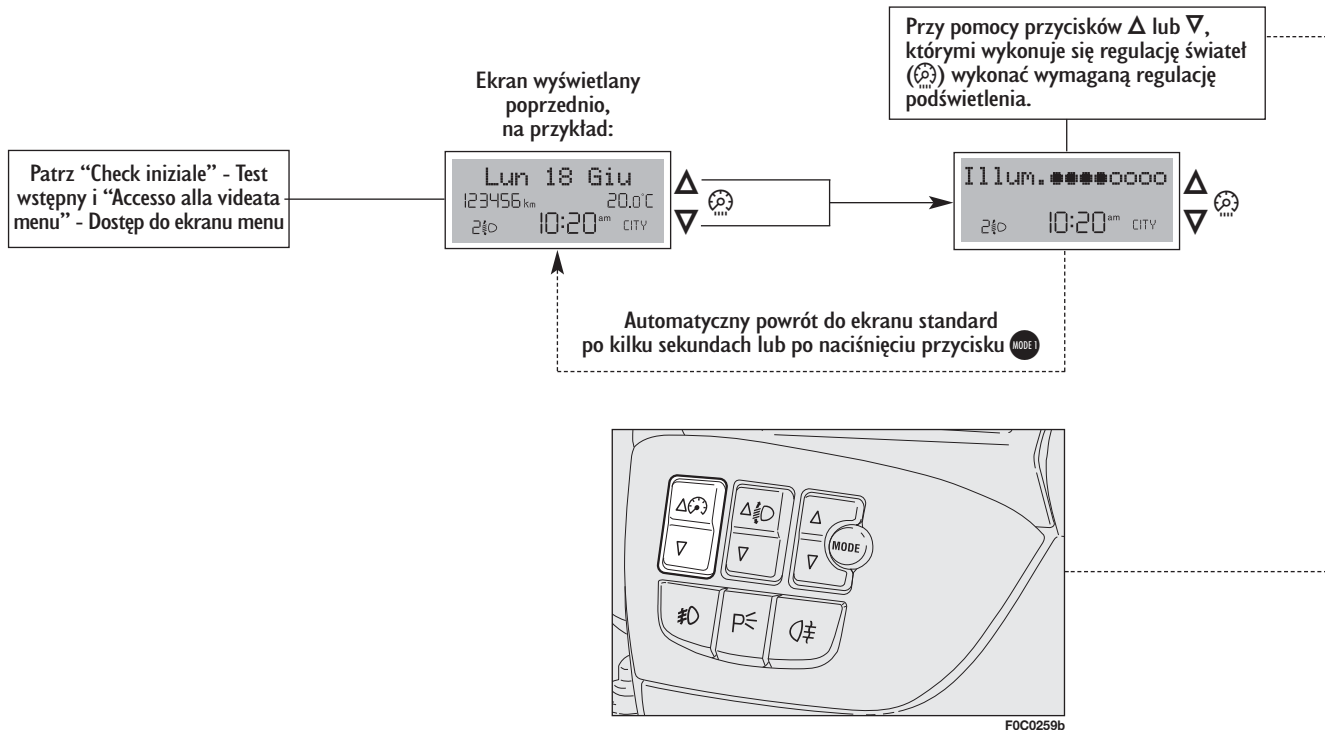 Przy pomocy przycisków Δ lub ∇,
którymi wykonuje się regulację świateł
() wykonać wymaganą regulację
podświetlenia.
Ekran wyświetlany
poprzednio,
na przykład:
Patrz “Check iniziale” - Test
wstępny i “Accesso alla videata
menu” - Dostęp do ekranu menu
Lun 18 Giu
123456 km 20.0°C
2 10:20 am CITY
Illum.
2 10:20 am CITY
Automatyczny powrót do ekranu standard
po kilku sekundach lub po naciśnięciu przycisku MODE 1
MODE
P
F0C0259b